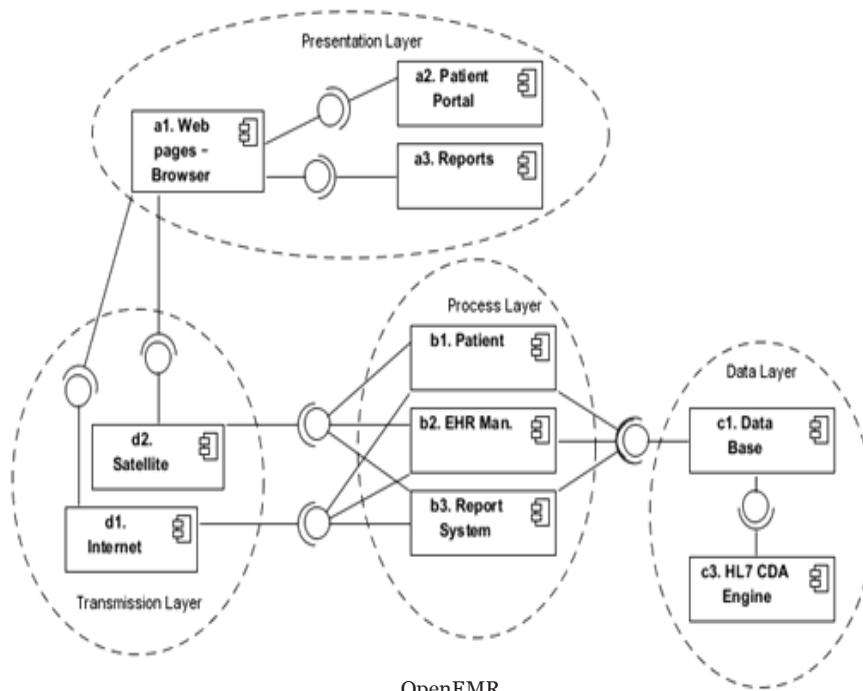 Presentation Layer
a2. Patient
Portal
a1. Web
pages –
Browser
a3. Reports
Process Layer
b1. Patient
Data Layer
b2. EHR Man.
c1. Data
Base
d2.
Satellite
b3. Report
System
d1.
Internet
c3. HL7 CDA
Engine
Transmission Layer